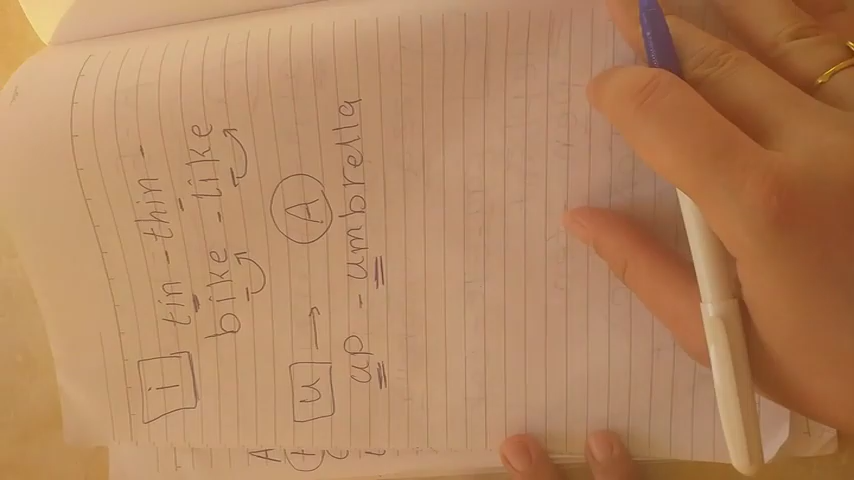 i tin - thin -
bike - like
u → A
up - umbrella